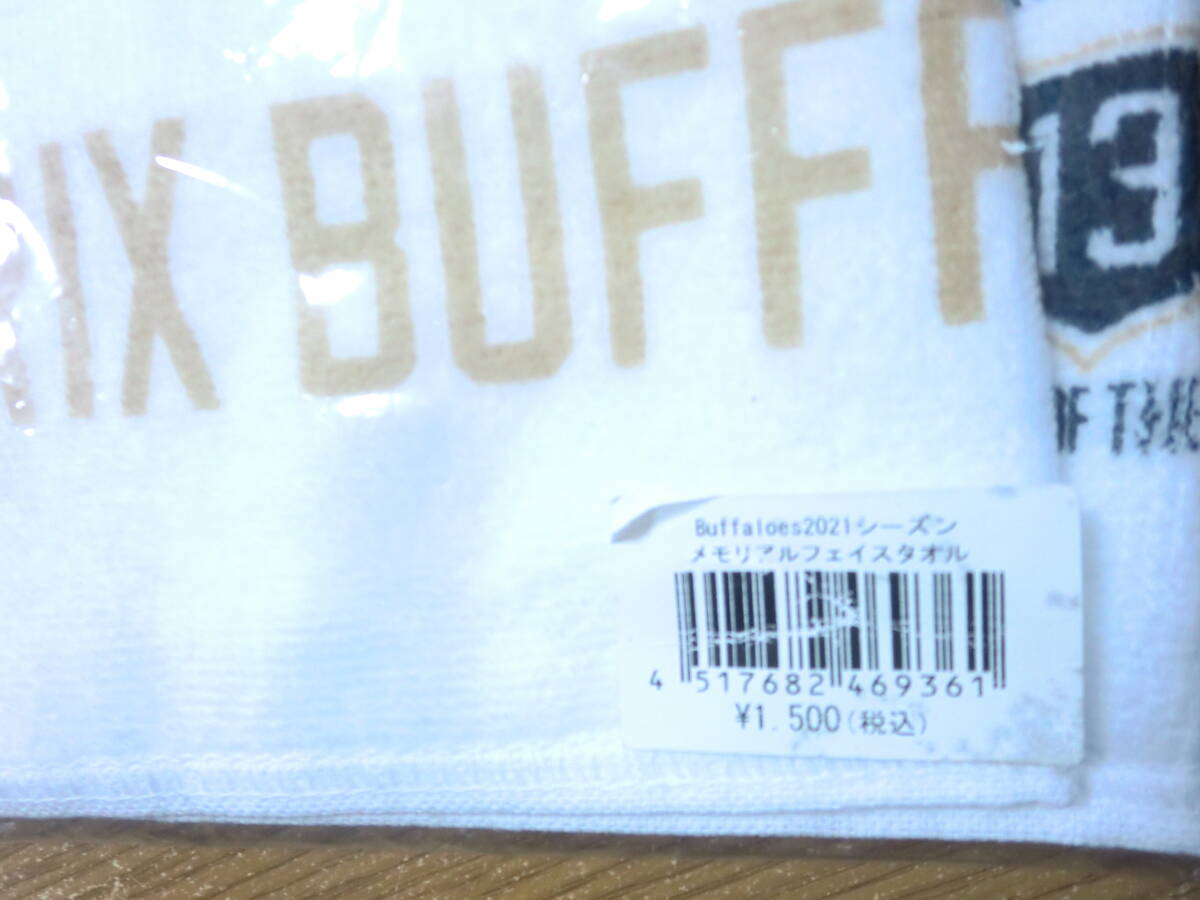 IX BUFF
13
OF T
Buffaloes2021シーズン
メモリアルフェイスタオル
4 517682 469361
¥1.500(税込)